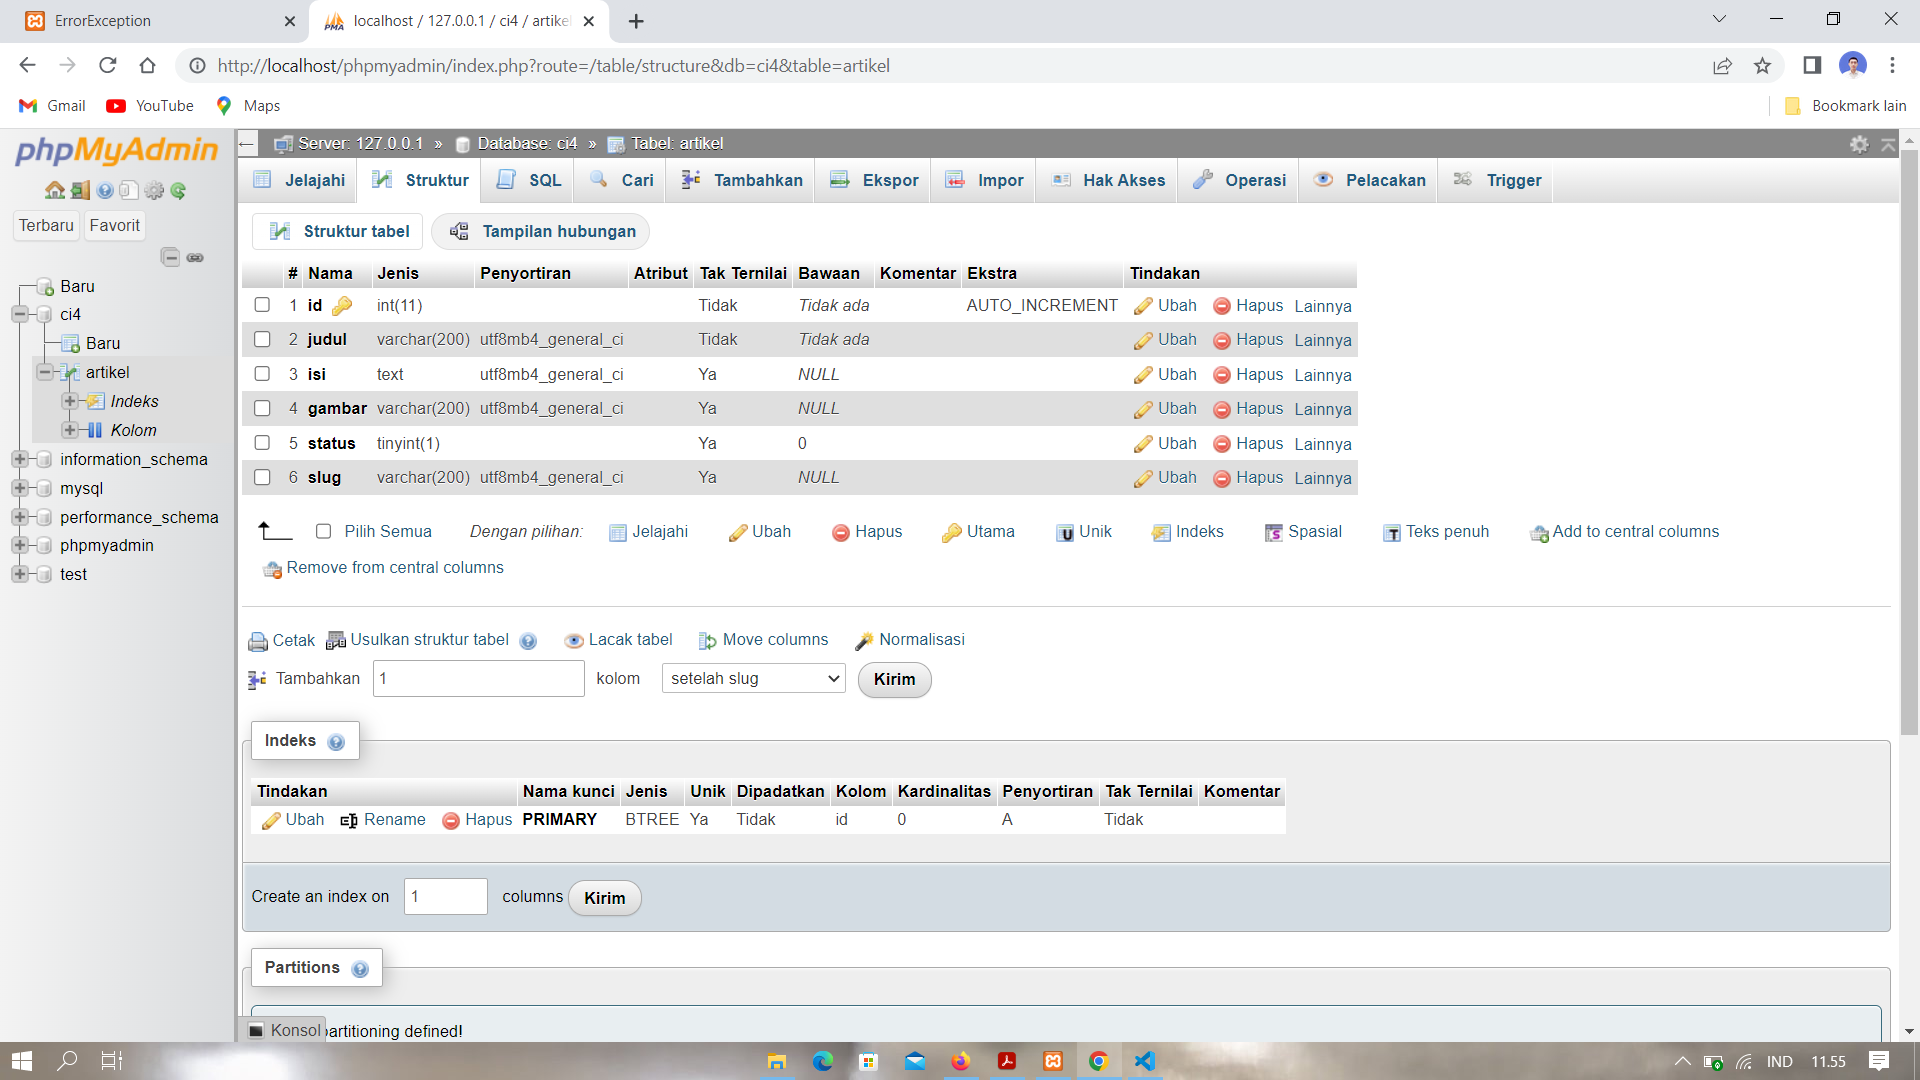 ErrorException
localhost / 127.0.0.1 / ci4 / artike
http://localhost/phpmyadmin/index.php?route=/table/structure&db=ci4&table=artikel
Gmail YouTube Maps Bookmark lain
phpMyAdmin
Terbaru Favorit
Baru
ci4
Baru
artikel
Indeks
Kolom
information_schema
mysql
performance_schema
phpmyadmin
test
Server: 127.0.0.1 » Database: ci4 » Tabel: artikel
Jelajahi Struktur SQL Cari Tambahkan Ekspor Impor Hak Akses Operasi Pelacakan Trigger
Struktur tabel Tampilan hubungan
# Nama Jenis Penyortiran Atribut Tak Ternilai Bawaan Komentar Ekstra Tindakan
1 id int(11) Tidak Tidak ada AUTO_INCREMENT Ubah Hapus Lainnya
2 judul varchar(200) utf8mb4_general_ci Tidak Tidak ada Ubah Hapus Lainnya
3 isi text utf8mb4_general_ci Ya NULL Ubah Hapus Lainnya
4 gambar varchar(200) utf8mb4_general_ci Ya NULL Ubah Hapus Lainnya
5 status tinyint(1) Ya 0 Ubah Hapus Lainnya
6 slug varchar(200) utf8mb4_general_ci Ya NULL Ubah Hapus Lainnya
Pilih Semua Dengan pilihan: Jelajahi Ubah Hapus Utama Unik Indeks Spasial Teks penuh Add to central columns
Remove from central columns
Cetak Usulkan struktur tabel Lacak tabel Move columns Normalisasi
Tambahkan 1 kolom setelah slug Kirim
Indeks
Tindakan Nama kunci Jenis Unik Dipadatkan Kolom Kardinalitas Penyortiran Tak Ternilai Komentar
Ubah Rename Hapus PRIMARY BTREE Ya Tidak id 0 A Tidak
Create an index on 1 columns Kirim
Partitions
Konsol partitioning defined!
IND 11.55